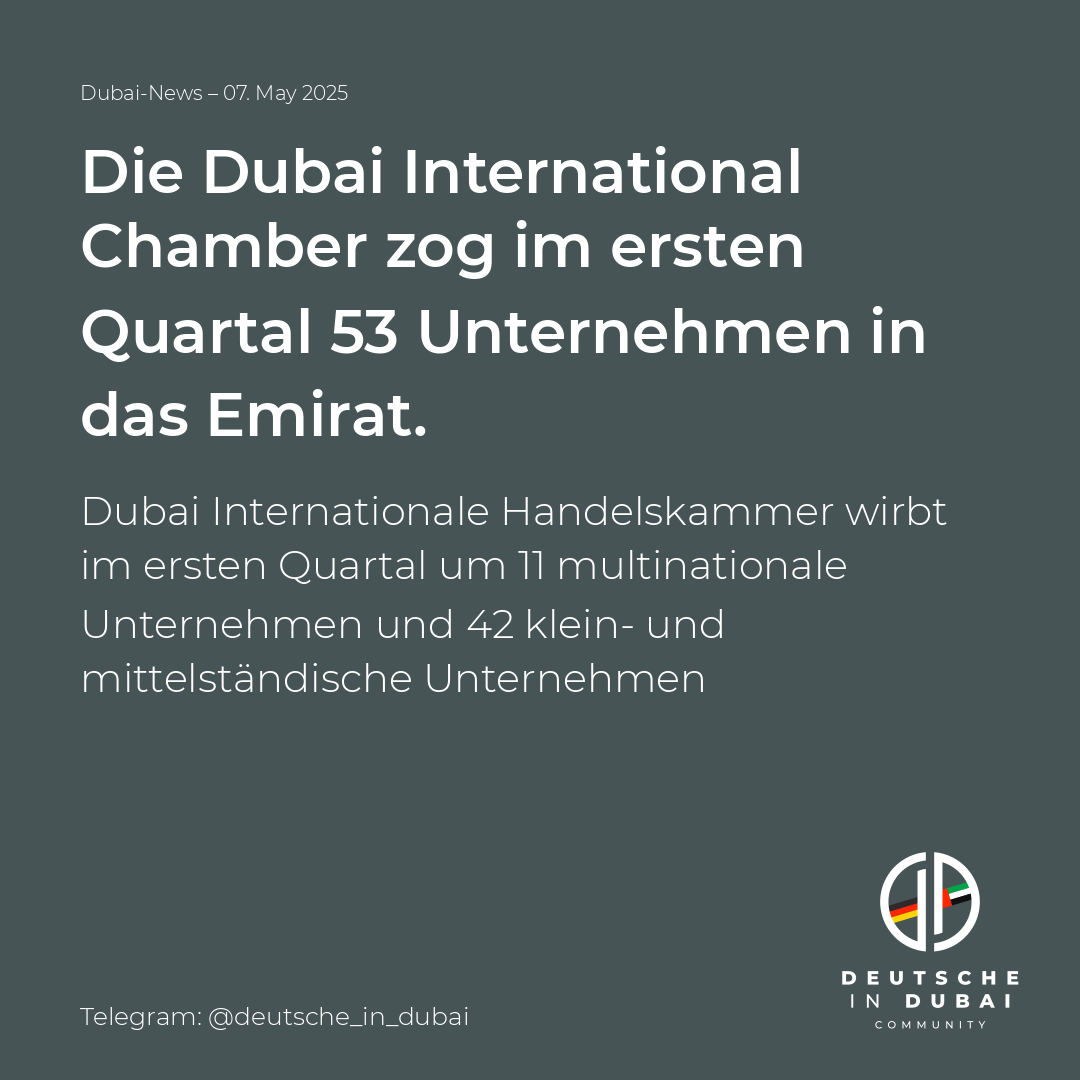 Dubai-News – 07. May 2025
Die Dubai International
Chamber zog im ersten
Quartal 53 Unternehmen in
das Emirat.
Dubai Internationale Handelskammer wirbt
im ersten Quartal um 11 multinationale
Unternehmen und 42 klein- und
mittelständische Unternehmen
DEUTSCHE
IN DUBAI
COMMUNITY
Telegram: @deutsche_in_dubai